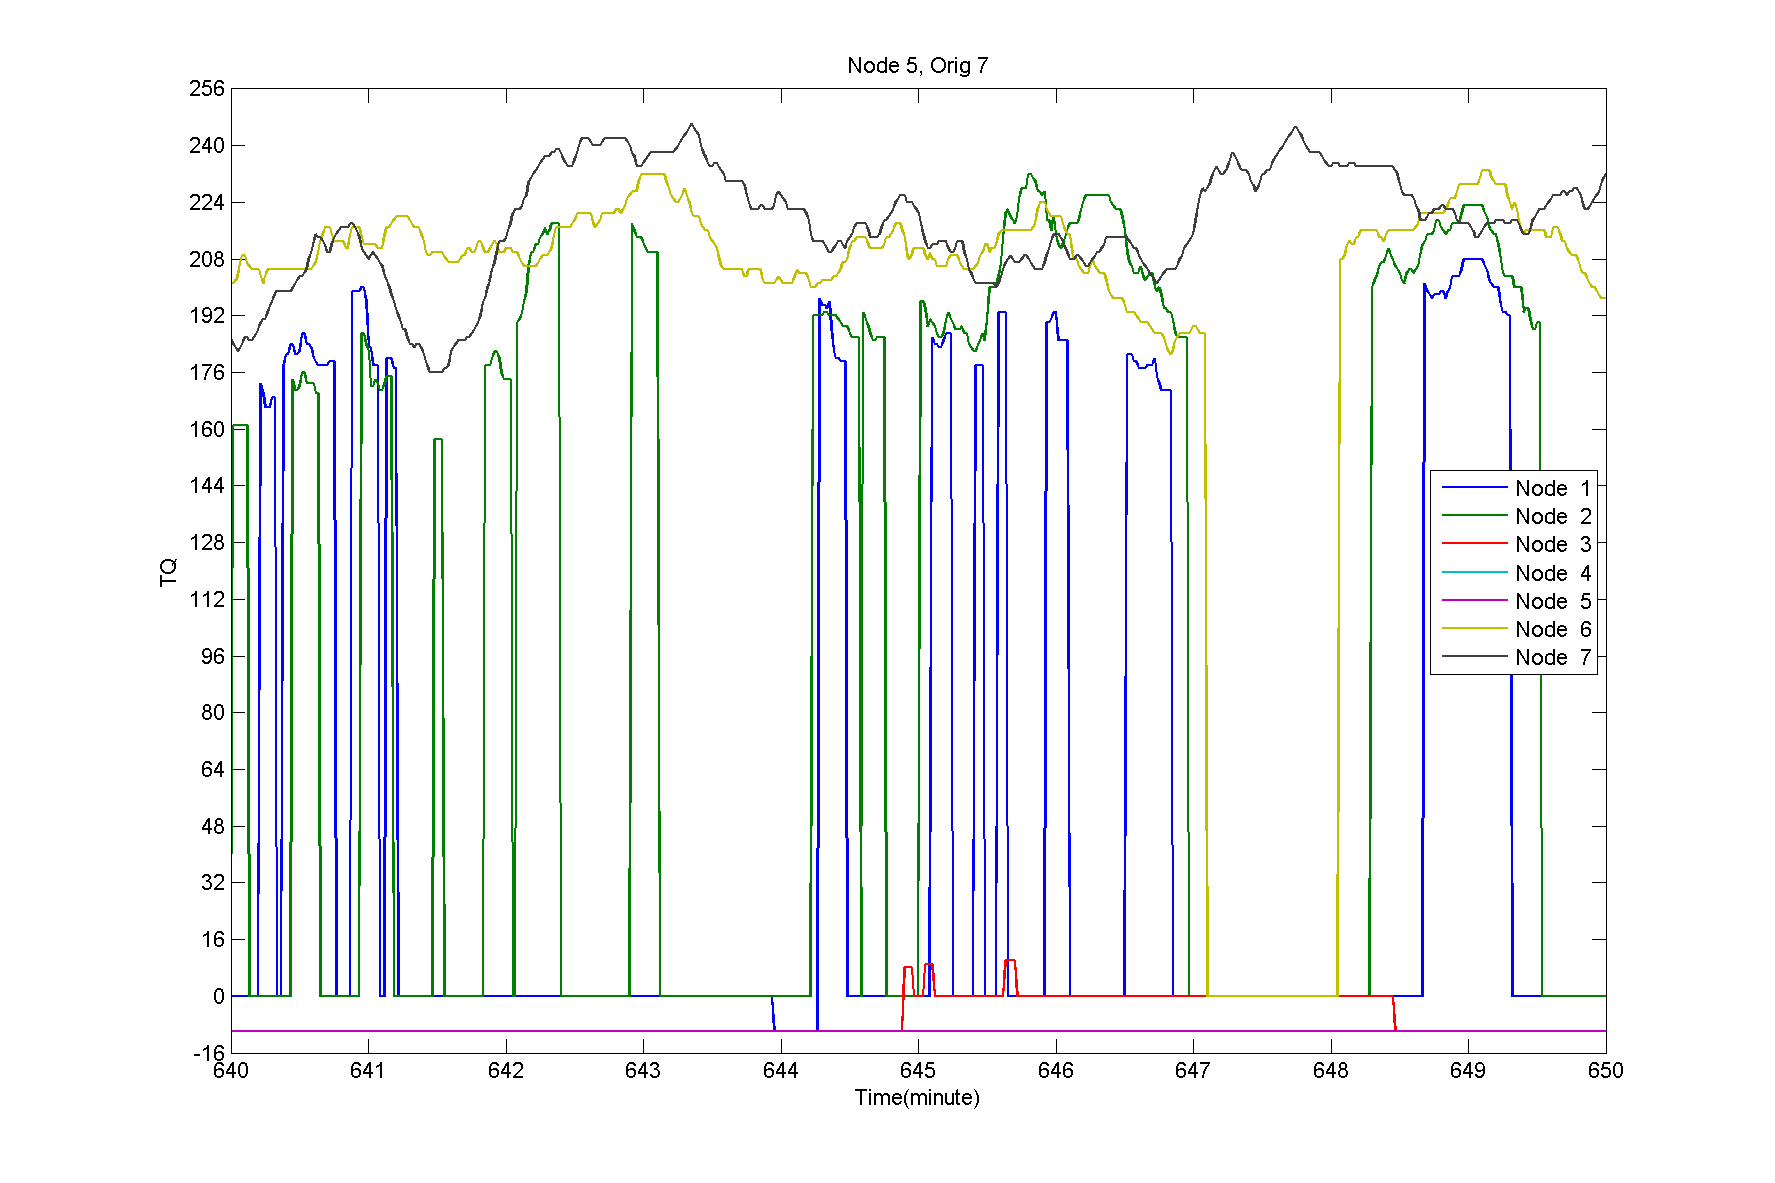 Node 5, Orig 7
256
240
224
208
192
176
160
144
128
112
96
80
64
48
32
16
0
-16
TQ
Node 1
Node 2
Node 3
Node 4
Node 5
Node 6
Node 7
640 641 642 643 644 645 646 647 648 649 650
Time(minute)